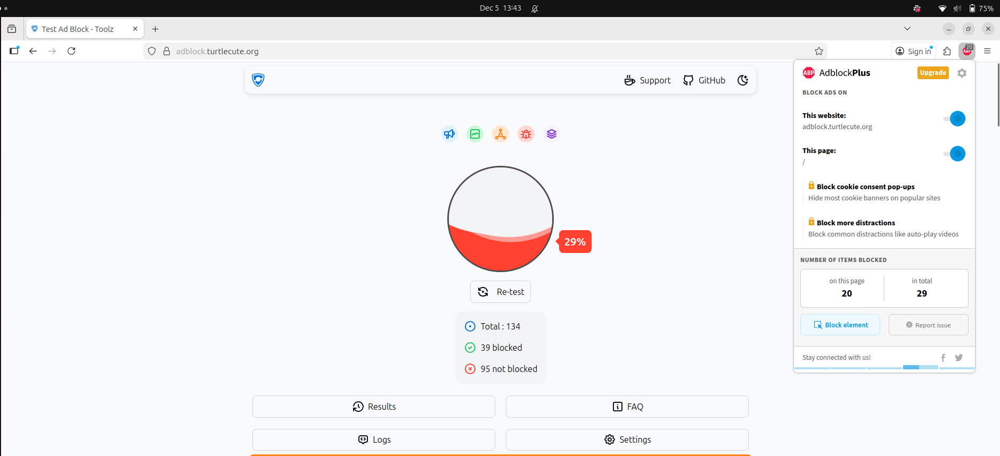 Dec 5 13:43
75%
Test Ad Block - Toolz
adblock.turtlecute.org
Sign in
20
ABP
Support
GitHub
29%
Re-test
Total : 134
39 blocked
95 not blocked
Results
FAQ
Logs
Settings
ABP AdblockPlus
Upgrade
BLOCK ADS ON
This website:
adblock.turtlecute.org
This page:
/
Block cookie consent pop-ups
Hide most cookie banners on popular sites
Block more distractions
Block common distractions like auto-play videos
NUMBER OF ITEMS BLOCKED
on this page
20
in total
29
Block element
Report issue
Stay connected with us!